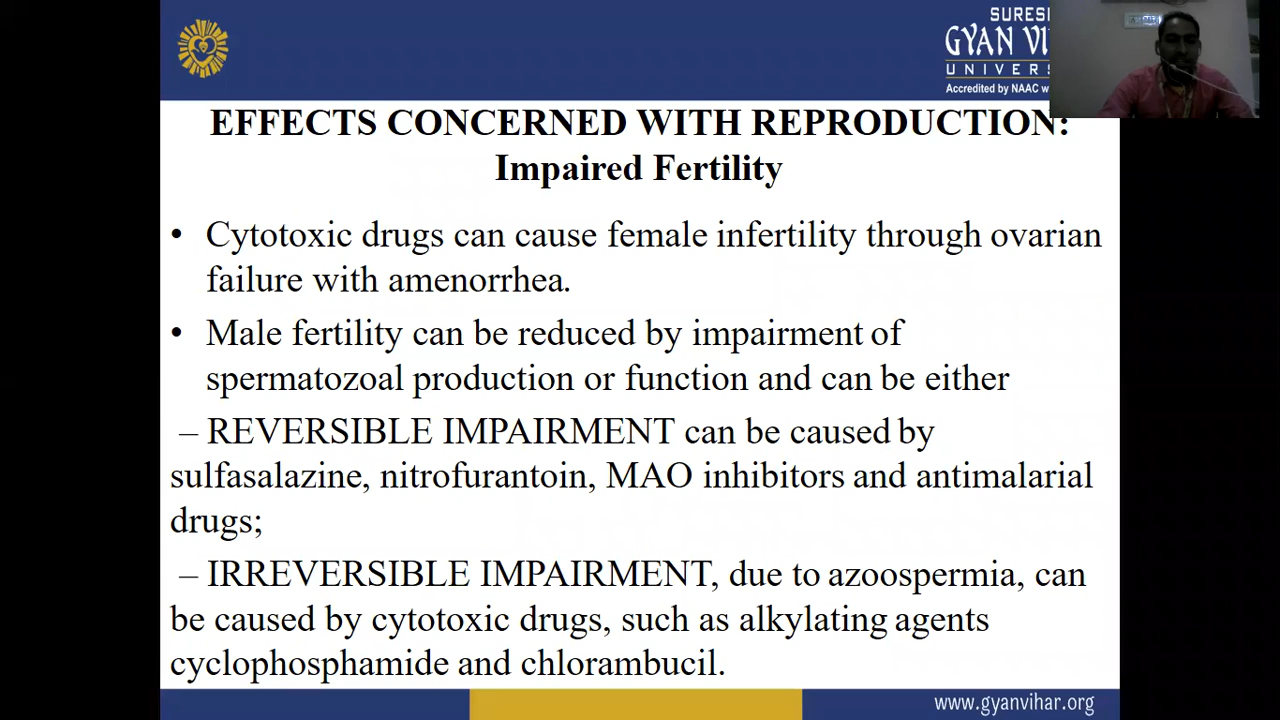 SURES
GYAN VI
UNIVERS
Accredited by NAAC w
EFFECTS CONCERNED WITH REPRODUCTION:
Impaired Fertility
• Cytotoxic drugs can cause female infertility through ovarian
failure with amenorrhea.
• Male fertility can be reduced by impairment of
spermatozoal production or function and can be either
– REVERSIBLE IMPAIRMENT can be caused by
sulfasalazine, nitrofurantoin, MAO inhibitors and antimalarial
drugs;
– IRREVERSIBLE IMPAIRMENT, due to azoospermia, can
be caused by cytotoxic drugs, such as alkylating agents
cyclophosphamide and chlorambucil.
www.gyanvihar.org